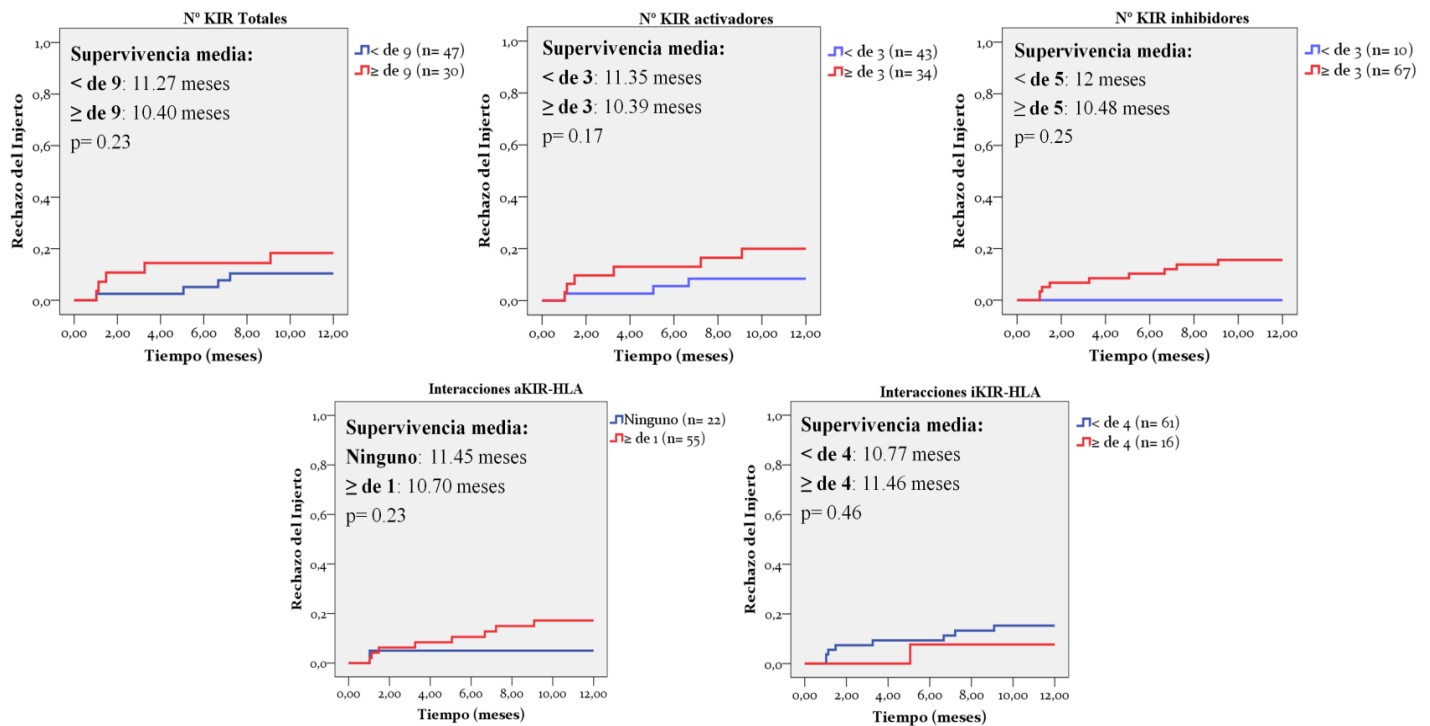 Nº KIR Totales
Supervivencia media:
< de 9: 11.27 meses
≥ de 9: 10.40 meses
p= 0.23
< de 9 (n= 47)
≥ de 9 (n= 30)
Rechazo del Injerto
1,0
0,8
0,6
0,4
0,2
0,0
0,00 2,00 4,00 6,00 8,00 10,00 12,00
Tiempo (meses)
Nº KIR activadores
Supervivencia media:
< de 3: 11.35 meses
≥ de 3: 10.39 meses
p= 0.17
< de 3 (n= 43)
≥ de 3 (n= 34)
Rechazo del Injerto
1,0
0,8
0,6
0,4
0,2
0,0
0,00 2,00 4,00 6,00 8,00 10,00 12,00
Tiempo (meses)
Nº KIR inhibidores
Supervivencia media:
< de 5: 12 meses
≥ de 5: 10.48 meses
p= 0.25
< de 3 (n= 10)
≥ de 3 (n= 67)
Rechazo del Injerto
1,0
0,8
0,6
0,4
0,2
0,0
0,00 2,00 4,00 6,00 8,00 10,00 12,00
Tiempo (meses)
Interacciones aKIR-HLA
Supervivencia media:
Ninguno: 11.45 meses
≥ de 1: 10.70 meses
p= 0.23
Ninguno (n= 22)
≥ de 1 (n= 55)
Rechazo del Injerto
1,0
0,8
0,6
0,4
0,2
0,0
0,00 2,00 4,00 6,00 8,00 10,00 12,00
Tiempo (meses)
Interacciones iKIR-HLA
Supervivencia media:
< de 4: 10.77 meses
≥ de 4: 11.46 meses
p= 0.46
< de 4 (n= 61)
≥ de 4 (n= 16)
Rechazo del Injerto
1,0
0,8
0,6
0,4
0,2
0,0
0,00 2,00 4,00 6,00 8,00 10,00 12,00
Tiempo (meses)